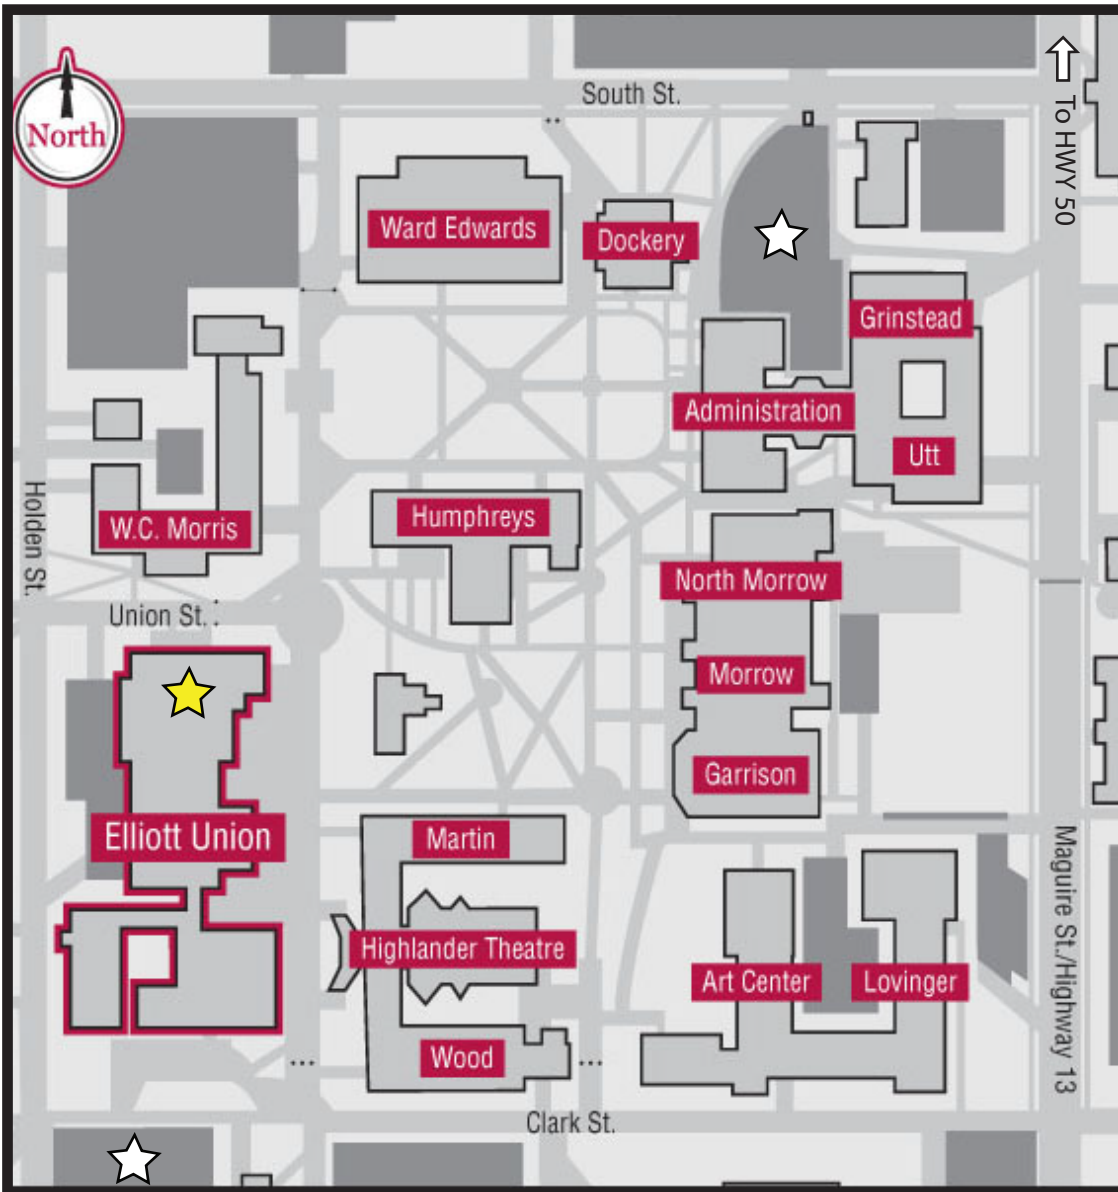 South St.
To HWY 50
North
Ward Edwards
Dockery
Grinstead
Administration
Utt
Holden St.
W.C. Morris
Humphreys
North Morrow
Union St.
Morrow
Garrison
Elliott Union
Martin
Maguire St./Highway 13
Highlander Theatre
Art Center
Lovinger
Wood
Clark St.